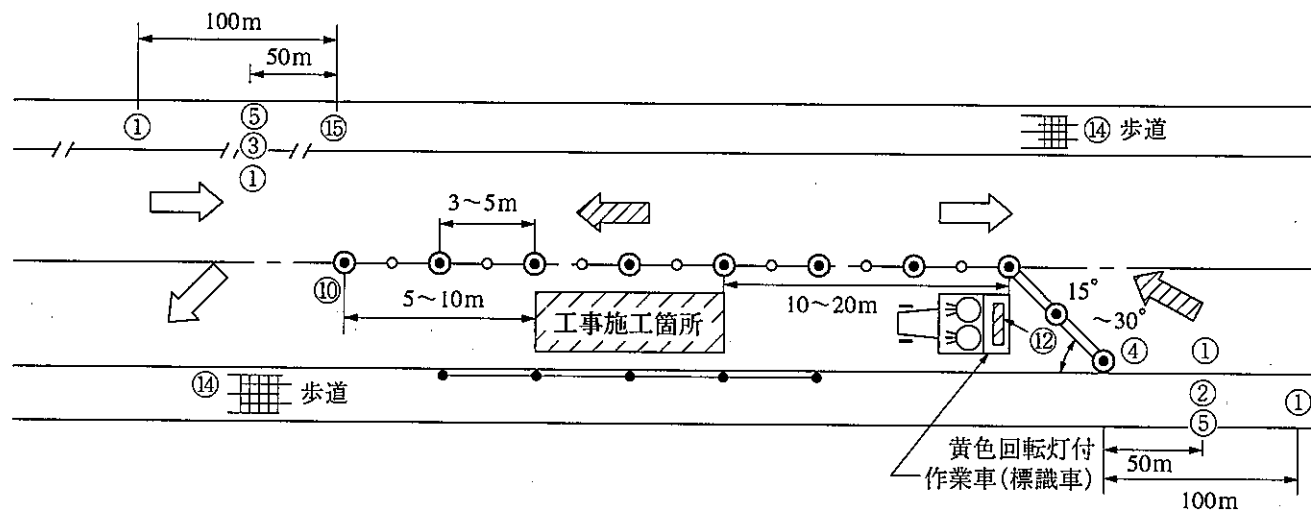 100m
50m
①
⑤
⑮
③
①
⑭ 歩道
3～5m
⑩
5～10m
10～20m
15°
～30°
工事施工箇所
⑫
④
①
⑭ 歩道
②
①
⑤
黄色回転灯付
作業車(標識車)
50m
100m